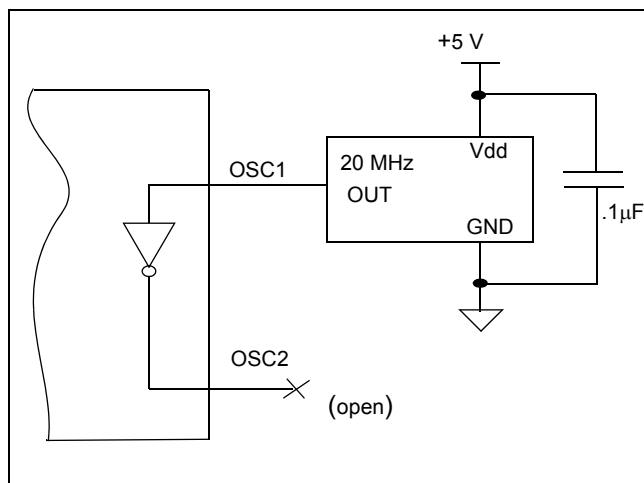 +5 V
Vdd
20 MHz
OUT
OSC1
GND
.1µF
OSC2
(open)